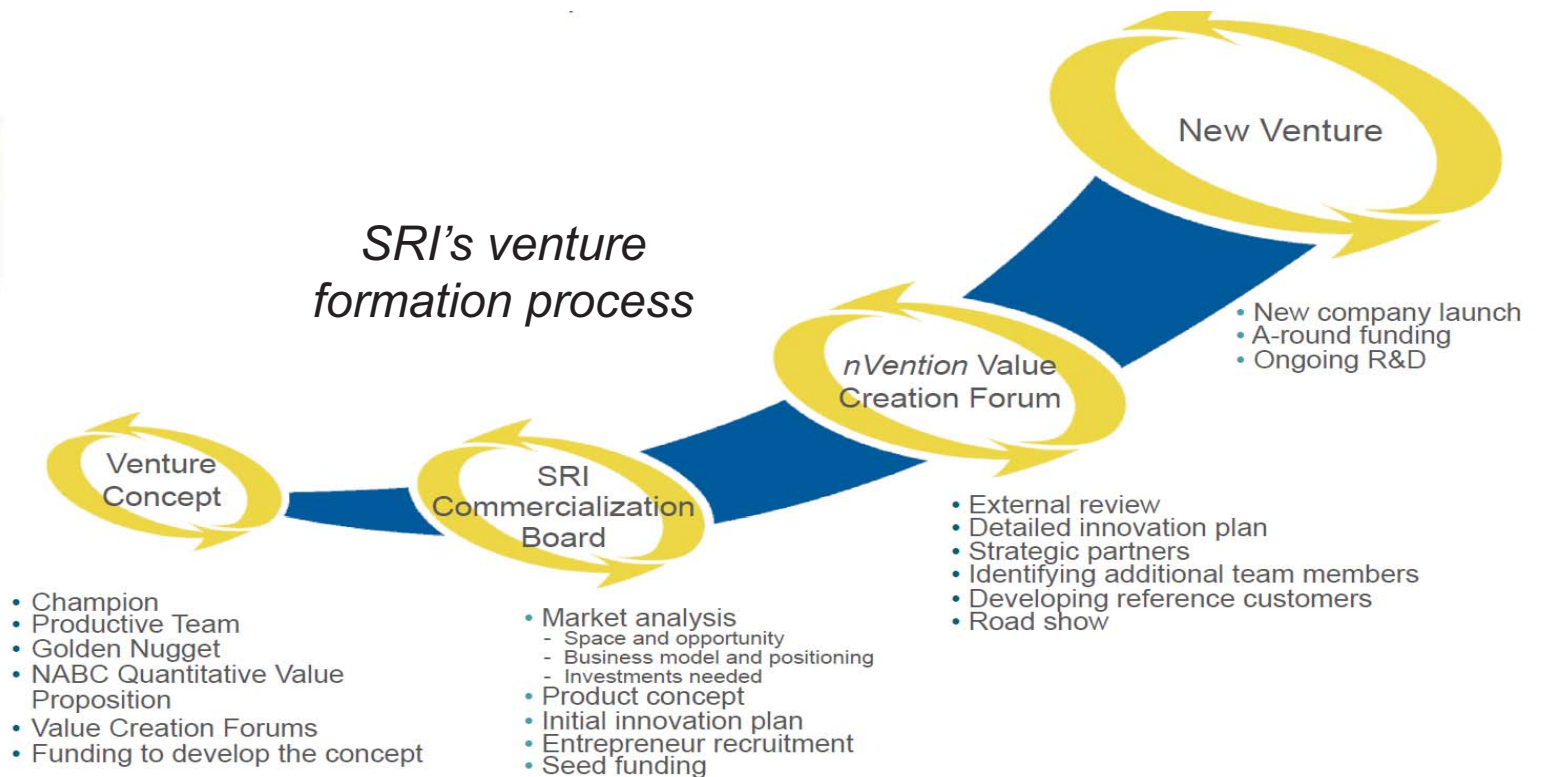 SRI’s venture
formation process
Venture
Concept
• Champion
• Productive Team
• Golden Nugget
• NABC Quantitative Value
Proposition
• Value Creation Forums
• Funding to develop the concept
SRI
Commercialization
Board
• Market analysis
- Space and opportunity
- Business model and positioning
- Investments needed
• Product concept
• Initial innovation plan
• Entrepreneur recruitment
• Seed funding
nVention Value
Creation Forum
• External review
• Detailed innovation plan
• Strategic partners
• Identifying additional team members
• Developing reference customers
• Road show
New Venture
• New company launch
• A-round funding
• Ongoing R&D